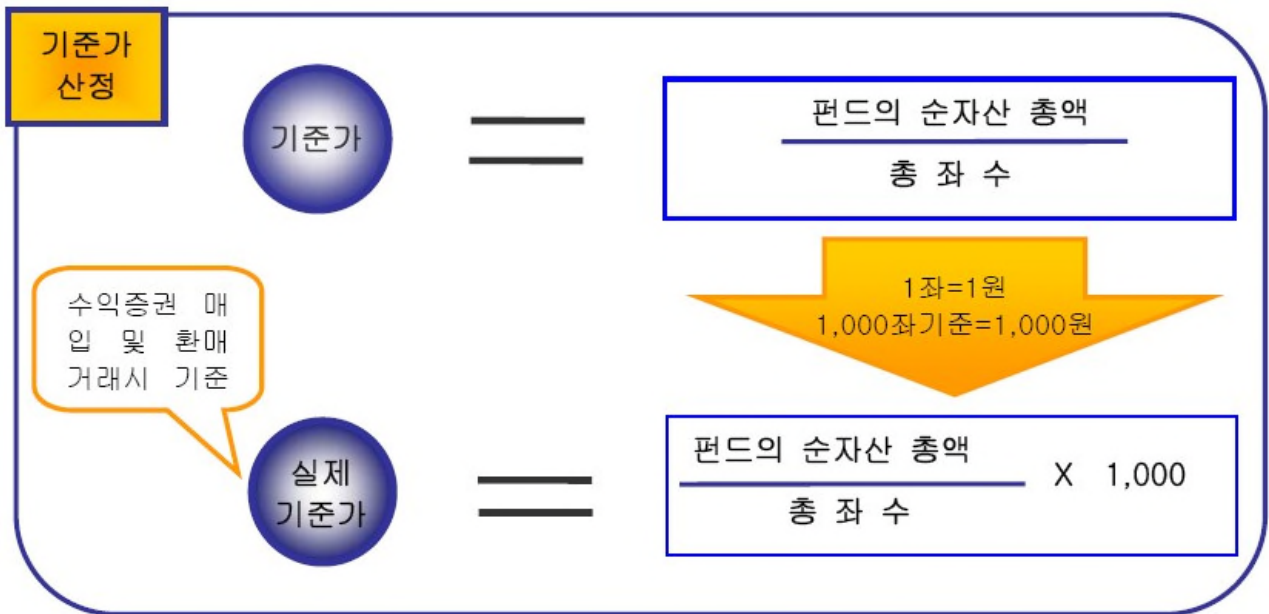 기준가
산정
기준가
펀드의 순자산 총액
총 좌 수
1좌=1원
1,000좌기준=1,000원
수익증권 매
입 및 환매
거래시 기준
실제
기준가
펀드의 순자산 총액
X 1,000
총 좌 수